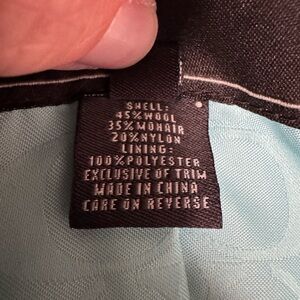 SHELL:
45%WOOL
35%MOHAIR
20%NYLON
LINING:
100%POLYESTER
EXCLUSIVE OF TRIM
MADE IN CHINA
CARE ON REVERSE